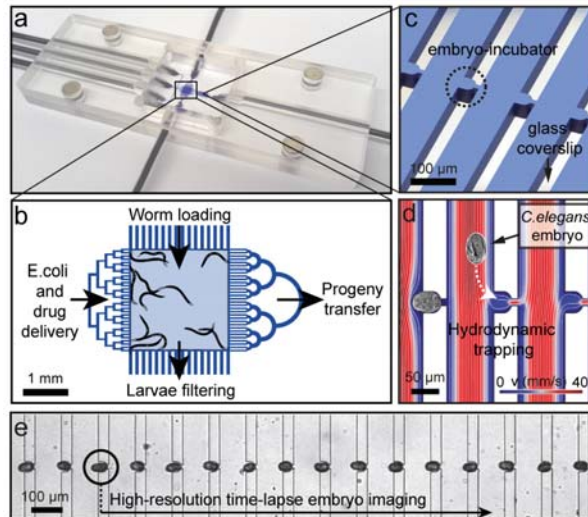 a
c
embryo-incubator
glass
coverslip
100 µm
b
Worm loading
E.coli
and
drug
delivery
Progeny
transfer
Larvae filtering
1 mm
d
C.elegans
embryo
Hydrodynamic
trapping
50 µm
0 v (mm/s) 40
e
100 µm
High-resolution time-lapse embryo imaging